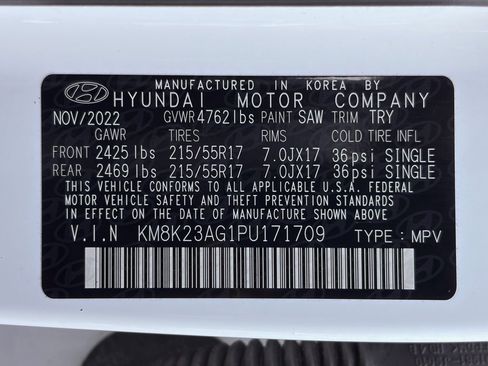 MANUFACTURED IN KOREA BY
HYUNDAI MOTOR COMPANY
NOV/2022 GVWR 4762lbs PAINT SAW TRIM TRY
GAWR TIRES RIMS COLD TIRE INFL
FRONT 2425 lbs 215/55R17 7.0JX17 36psi SINGLE
REAR 2469 lbs 215/55R17 7.0JX17 36psi SINGLE
THIS VEHICLE CONFORMS TO ALL APPLICABLE U.S.A. FEDERAL
MOTOR VEHICLE SAFETY AND THEFT PREVENTION STANDARDS
IN EFFECT ON THE DATE OF MANUFACTURE SHOWN ABOVE.
V.I.N KM8K23AG1PU171709 TYPE : MPV